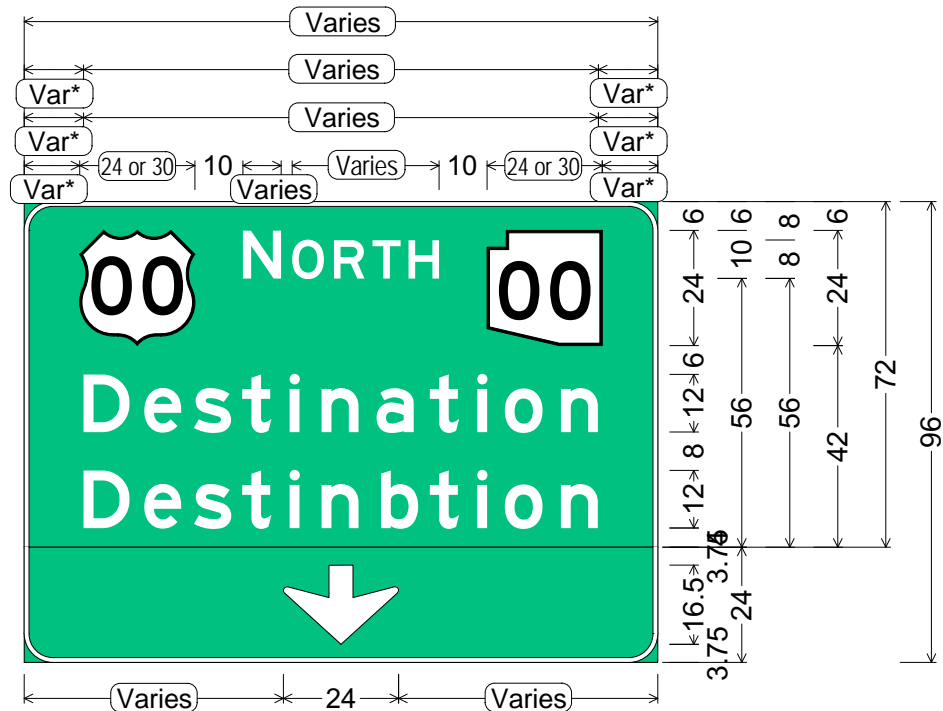 Varies
Varies
Var* Var*
Varies
Var* Var*
24 or 30 10 Varies 10 24 or 30
Var* Varies Var*
6 6 8 6
10 8
24 24
00 NORTH 00
72
6
Destination
12 56 56
96
8 42
Destinbtion
12
3.75
16.5 24
3.75
Varies 24 Varies